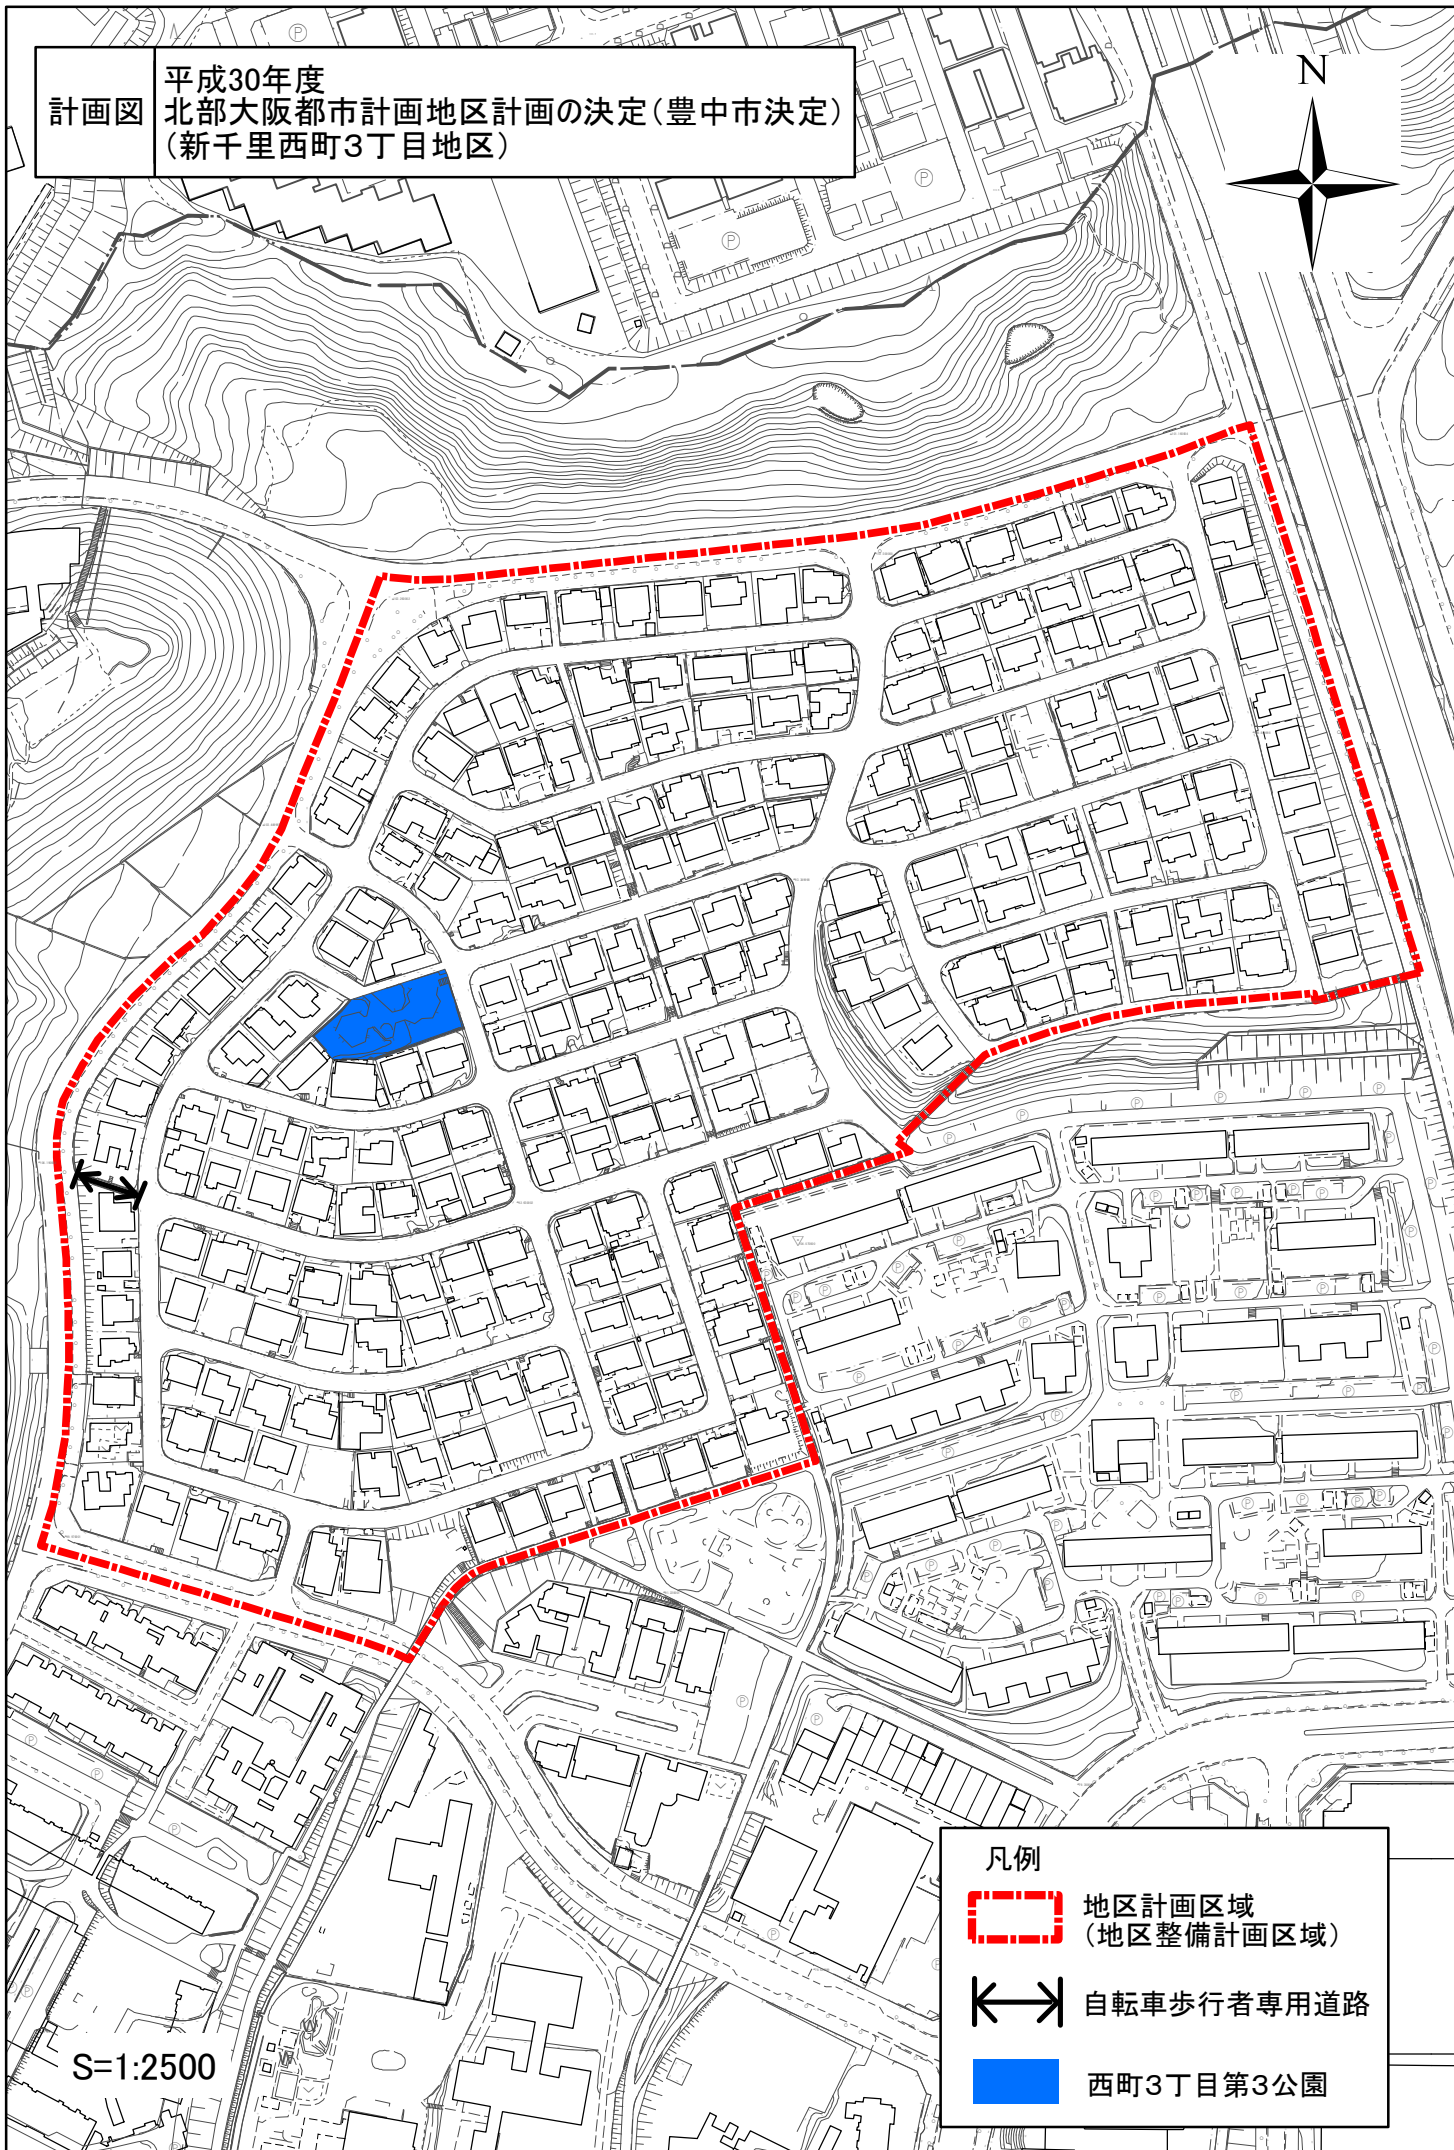 計画図
平成30年度
北部大阪都市計画地区計画の決定(豊中市決定)
(新千里西町3丁目地区)
N
凡例
地区計画区域
(地区整備計画区域)
自転車歩行者専用道路
西町3丁目第3公園
S=1:2500